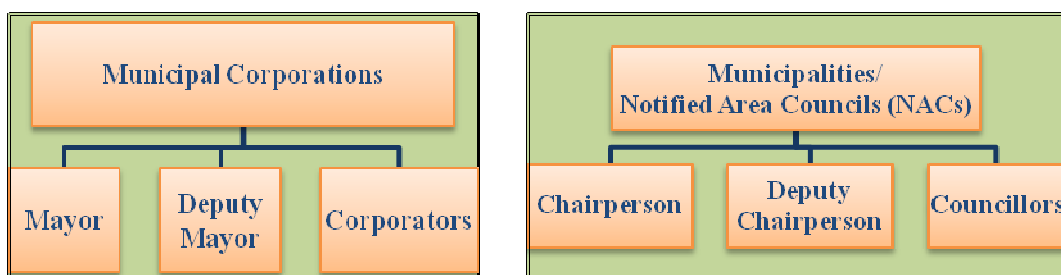 Municipal Corporations
Mayor
Deputy
Mayor
Corporators
Municipalities/
Notified Area Councils (NACs)
Chairperson
Deputy
Chairperson
Councillors